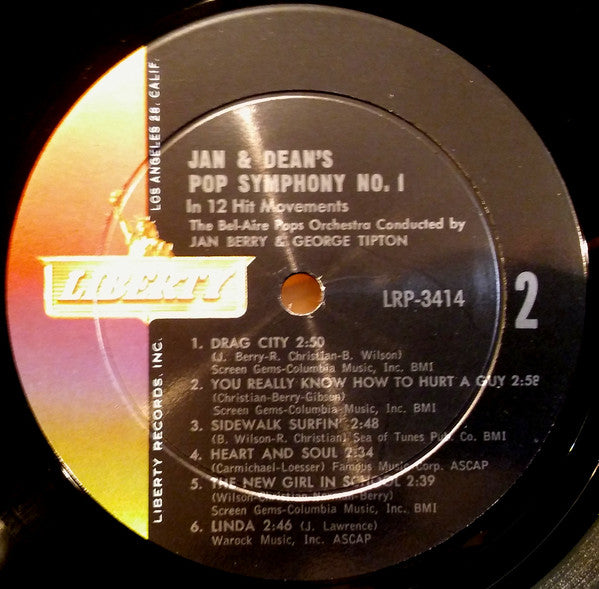 JAN & DEAN'S
POP SYMPHONY NO. 1
In 12 Hit Movements
The Bel-Aire Pops Orchestra Conducted by
JAN BERRY & GEORGE TIPTON
LIBERTY
LRP-3414
2
1. DRAG CITY 2:50
(J. Berry-R. Christian-B. Wilson)
Screen Gems-Columbia Music, Inc. BMI
2. YOU REALLY KNOW HOW TO HURT A GUY 2:58
(Christian-Berry-Gibson)
Screen Gems-Columbia Music, Inc. BMI
3. SIDEWALK SURFIN' 2:48
(B. Wilson-R. Christian) Sea of Tunes Pub. Co. BMI
4. HEART AND SOUL 2:34
(Carmichael-Loesser) Famous Music Corp. ASCAP
5. THE NEW GIRL IN SCHOOL 2:39
(Wilson-Christian-Norman-Berry)
Screen Gems-Columbia Music, Inc. BMI
6. LINDA 2:46 (J. Lawrence)
Warock Music, Inc. ASCAP
LIBERTY RECORDS, INC.
LOS ANGELES 28, CALIF.